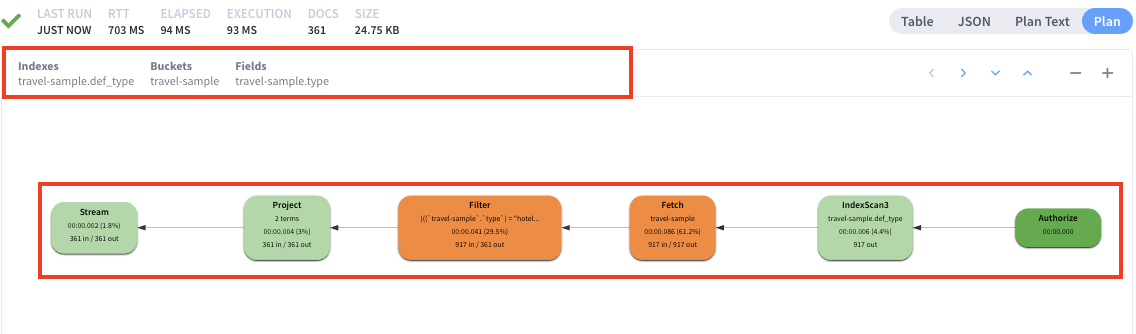 LAST RUN RTT ELAPSED EXECUTION DOCS SIZE
JUST NOW 703 MS 94 MS 93 MS 361 24.75 KB
Table JSON Plan Text Plan
Indexes Buckets Fields
travel-sample.def_type travel-sample travel-sample.type
Stream
00:00.002 (1.8%)
361 in / 361 out
Project
2 terms
00:00.004 (3%)
361 in / 361 out
Filter
(((`travel-sample`.`type`) = "hotel...
00:00.041 (29.5%)
917 in / 361 out
Fetch
travel-sample
00:00.086 (61.2%)
917 in / 917 out
IndexScan3
travel-sample.def_type
00:00.006 (4.4%)
917 out
Authorize
00:00.000